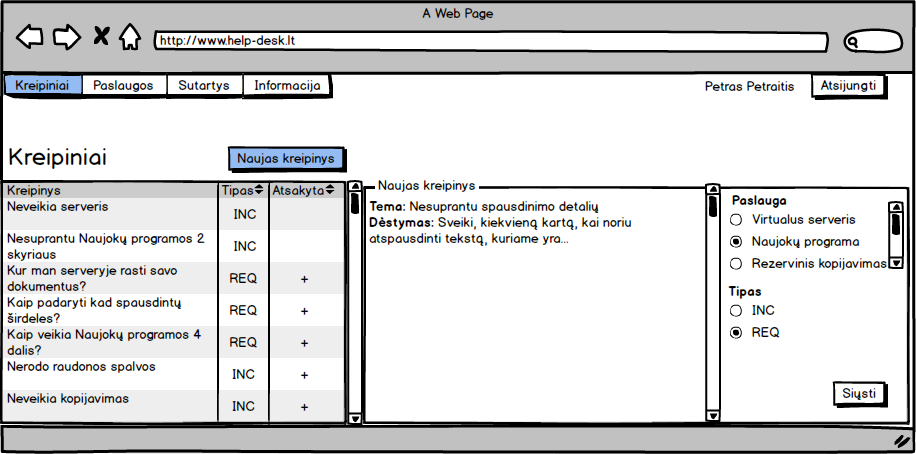 A Web Page
http://www.help-desk.lt
Kreipiniai Paslaugos Sutartys Informacija Petras Petraitis Atsijungti
Kreipiniai Naujas kreipinys
Kreipinys Tipas Atsakyta
Neveikia serveris INC
Nesuprantu Naujokų programos 2
skyriaus INC
Kur man serveryje rasti savo
dokumentus? REQ +
Kaip padaryti kad spausdintų
širdeles? REQ +
Kaip veikia Naujokų programos 4
dalis? REQ +
Nerodo raudonos spalvos INC +
Neveikia kopijavimas INC +
Naujas kreipinys
Tema: Nesuprantu spausdinimo detalių
Dėstymas: Sveiki, kiekvieną kartą, kai noriu
atspausdinti tekstą, kuriame yra...
Paslauga
Virtualus serveris
Naujokų programa
Rezervinis kopijavimas
Tipas
INC
REQ
Siųsti